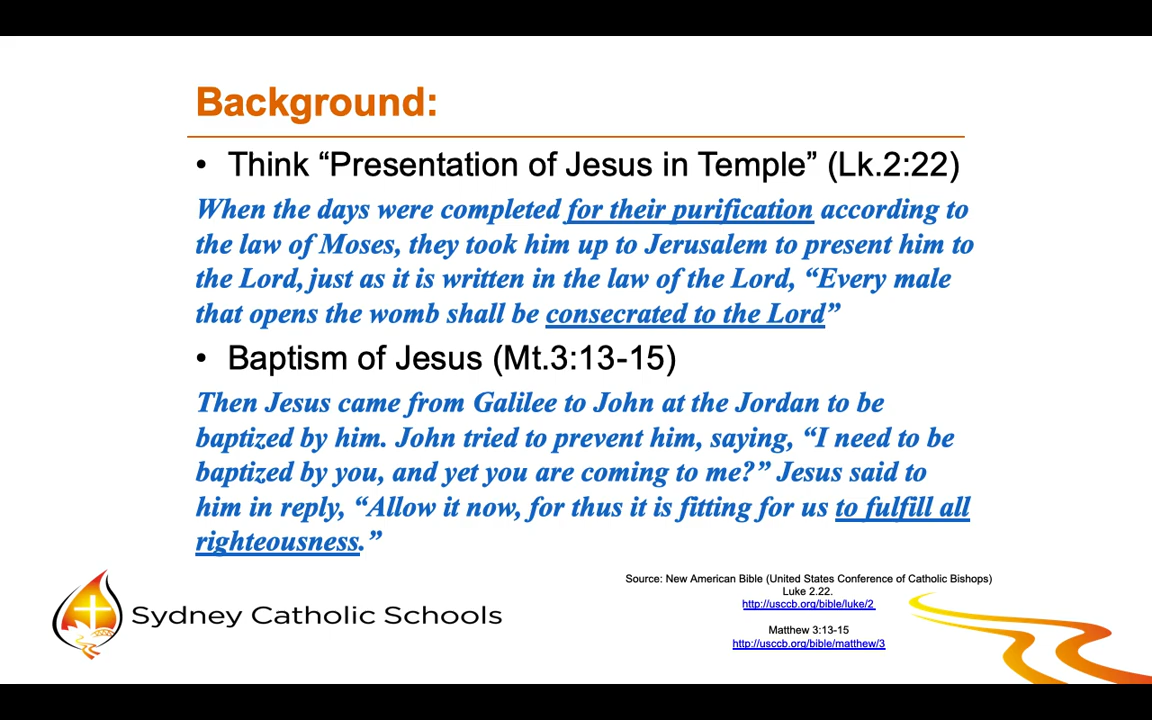 Background:
• Think “Presentation of Jesus in Temple” (Lk.2:22)
When the days were completed for their purification according to
the law of Moses, they took him up to Jerusalem to present him to
the Lord, just as it is written in the law of the Lord, “Every male
that opens the womb shall be consecrated to the Lord”
• Baptism of Jesus (Mt.3:13-15)
Then Jesus came from Galilee to John at the Jordan to be
baptized by him. John tried to prevent him, saying, “I need to be
baptized by you, and yet you are coming to me?” Jesus said to
him in reply, “Allow it now, for thus it is fitting for us to fulfill all
righteousness.”
Sydney Catholic Schools
Source: New American Bible (United States Conference of Catholic Bishops)
Luke 2.22.
http://usccb.org/bible/luke/2
Matthew 3:13-15
http://usccb.org/bible/matthew/3